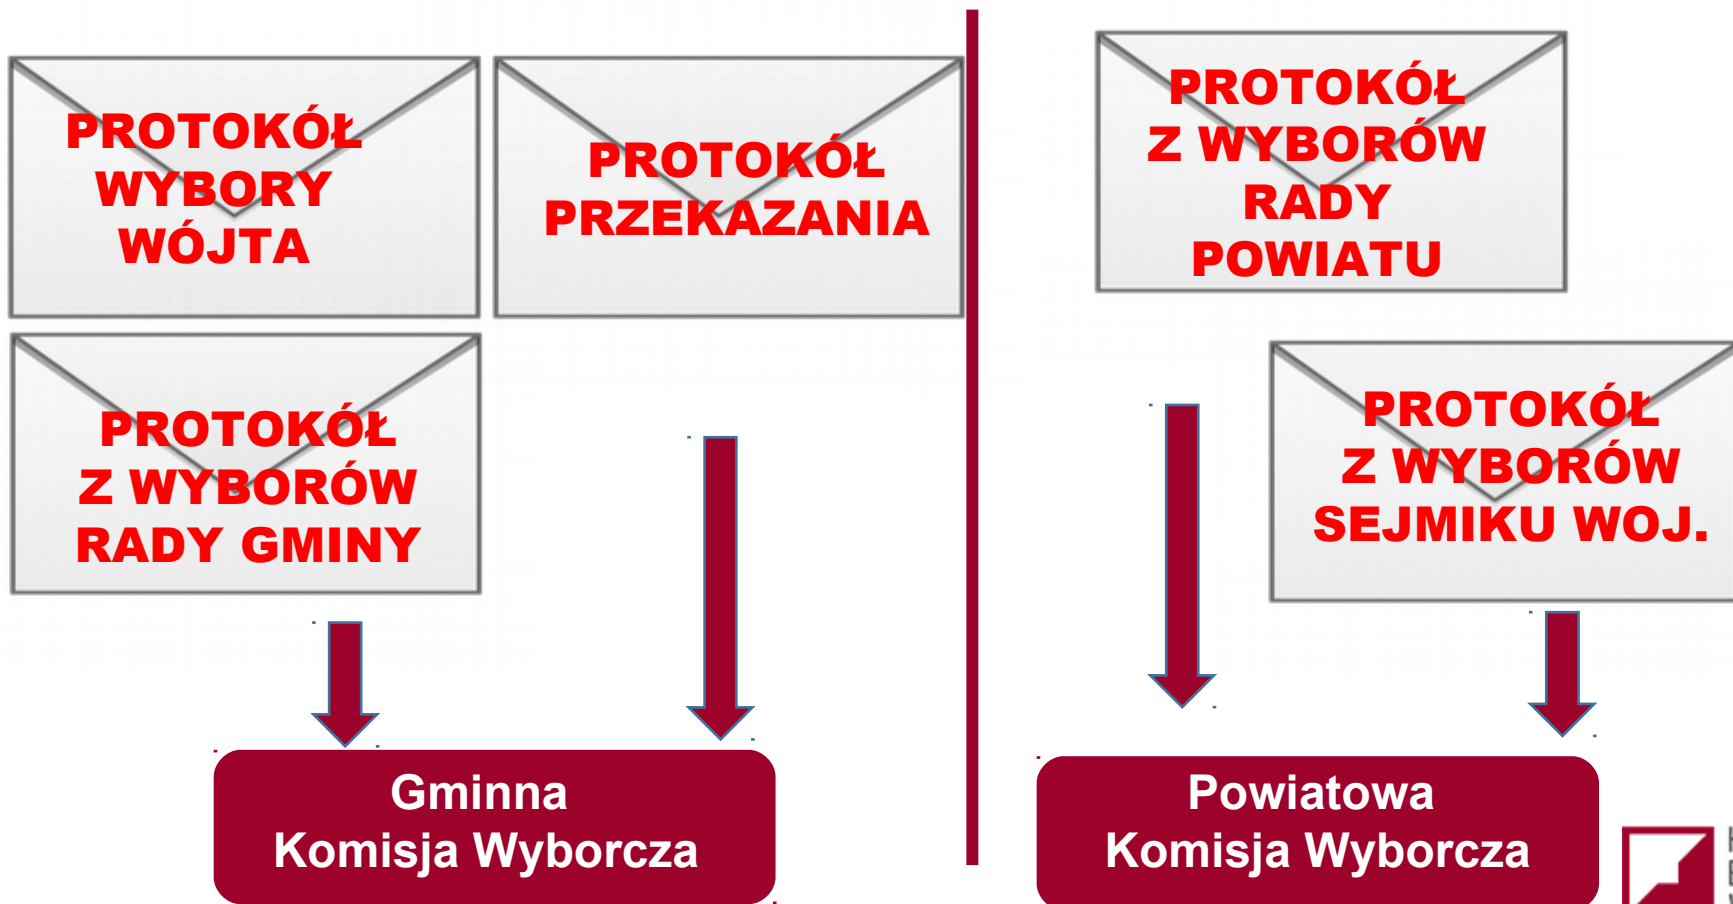 PROTOKÓŁ
WYBORY
WÓJTA
PROTOKÓŁ
PRZEKAZANIA
PROTOKÓŁ
Z WYBORÓW
RADY GMINY
Gminna
Komisja Wyborcza
PROTOKÓŁ
Z WYBORÓW
RADY
POWIATU
PROTOKÓŁ
Z WYBORÓW
SEJMIKU WOJ.
Powiatowa
Komisja Wyborcza